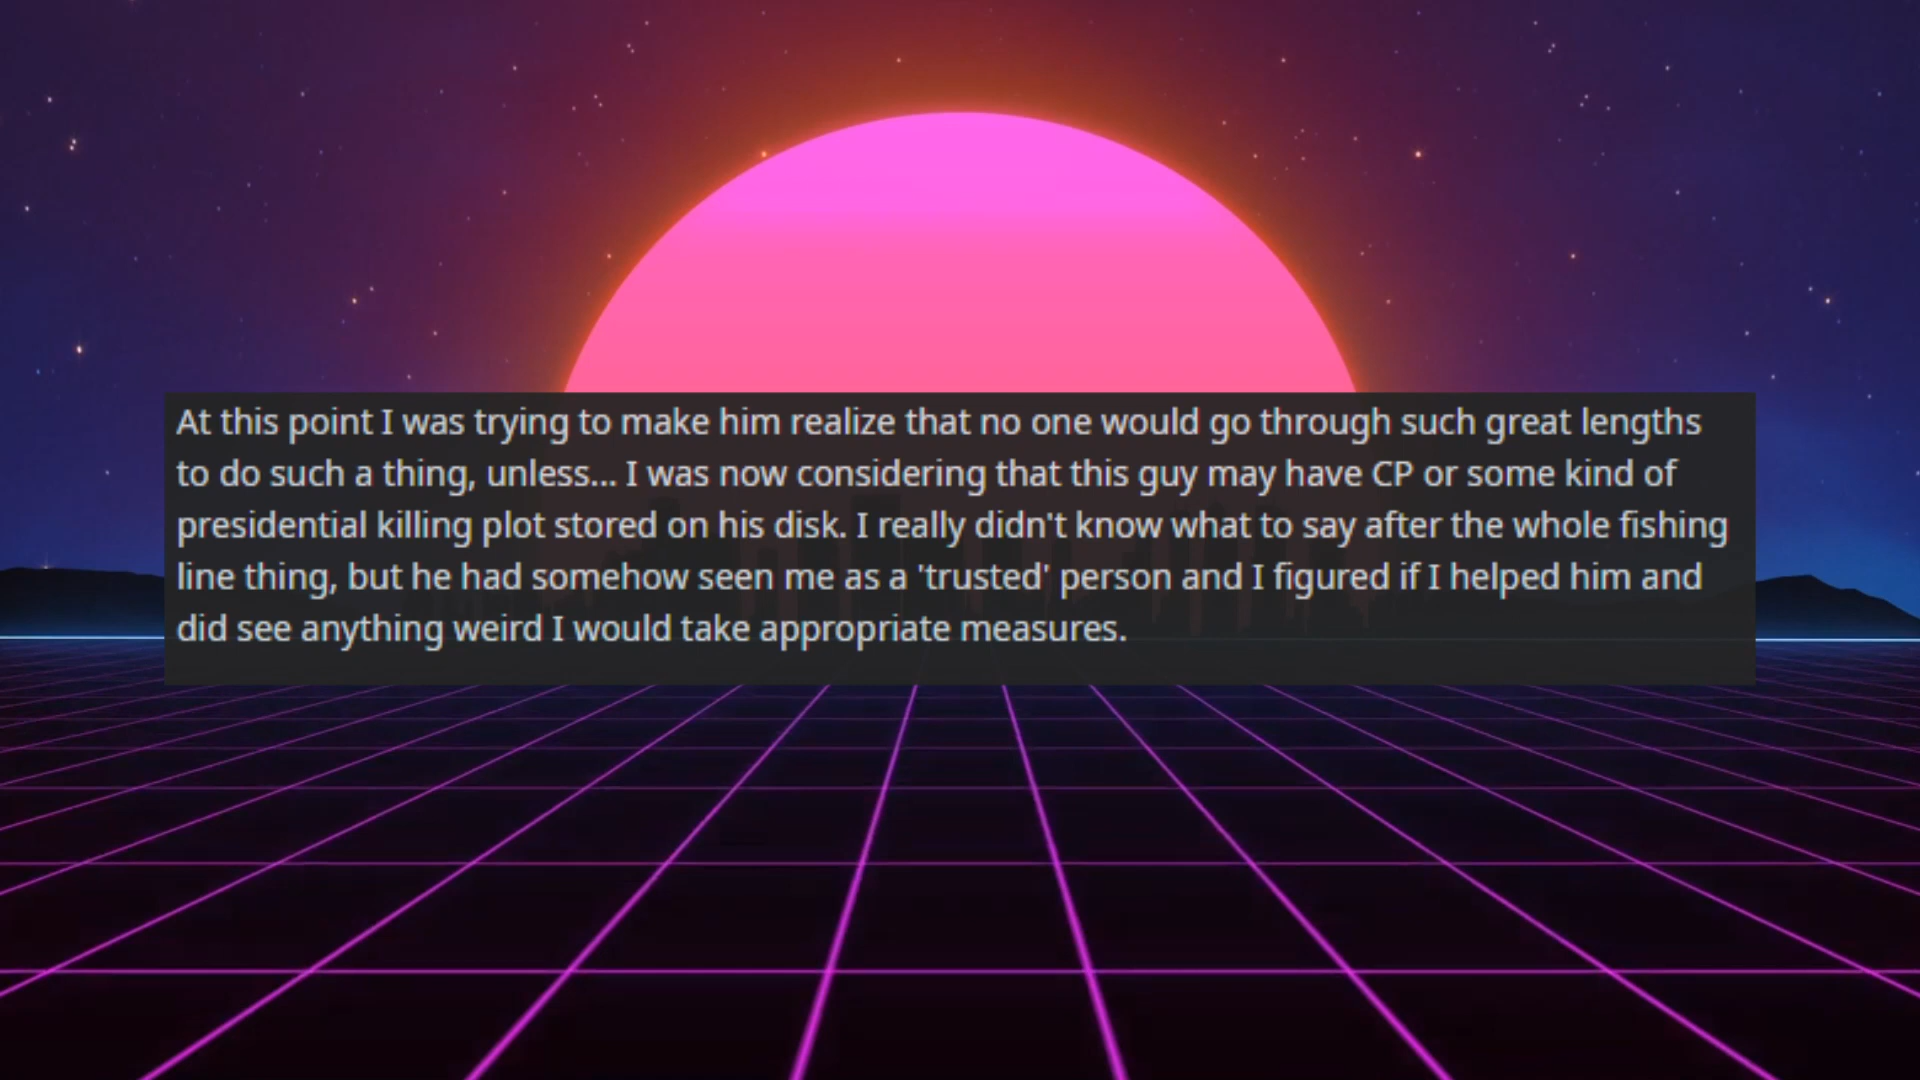 At this point I was trying to make him realize that no one would go through such great lengths
to do such a thing, unless... I was now considering that this guy may have CP or some kind of
presidential killing plot stored on his disk. I really didn't know what to say after the whole fishing
line thing, but he had somehow seen me as a 'trusted' person and I figured if I helped him and
did see anything weird I would take appropriate measures.